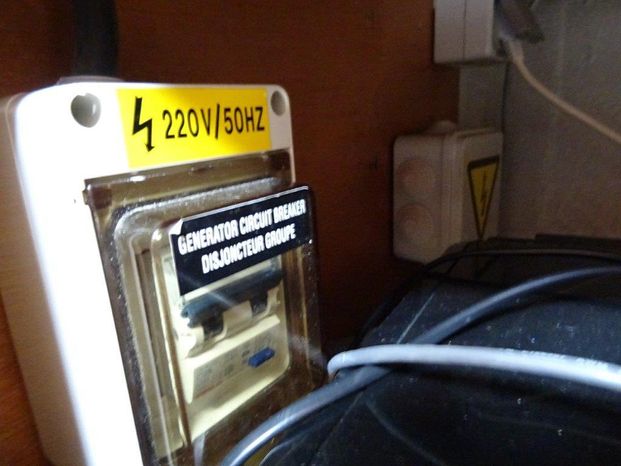 220V/50HZ
GENERATOR CIRCUIT BREAKER
DISJONCTEUR GROUPE